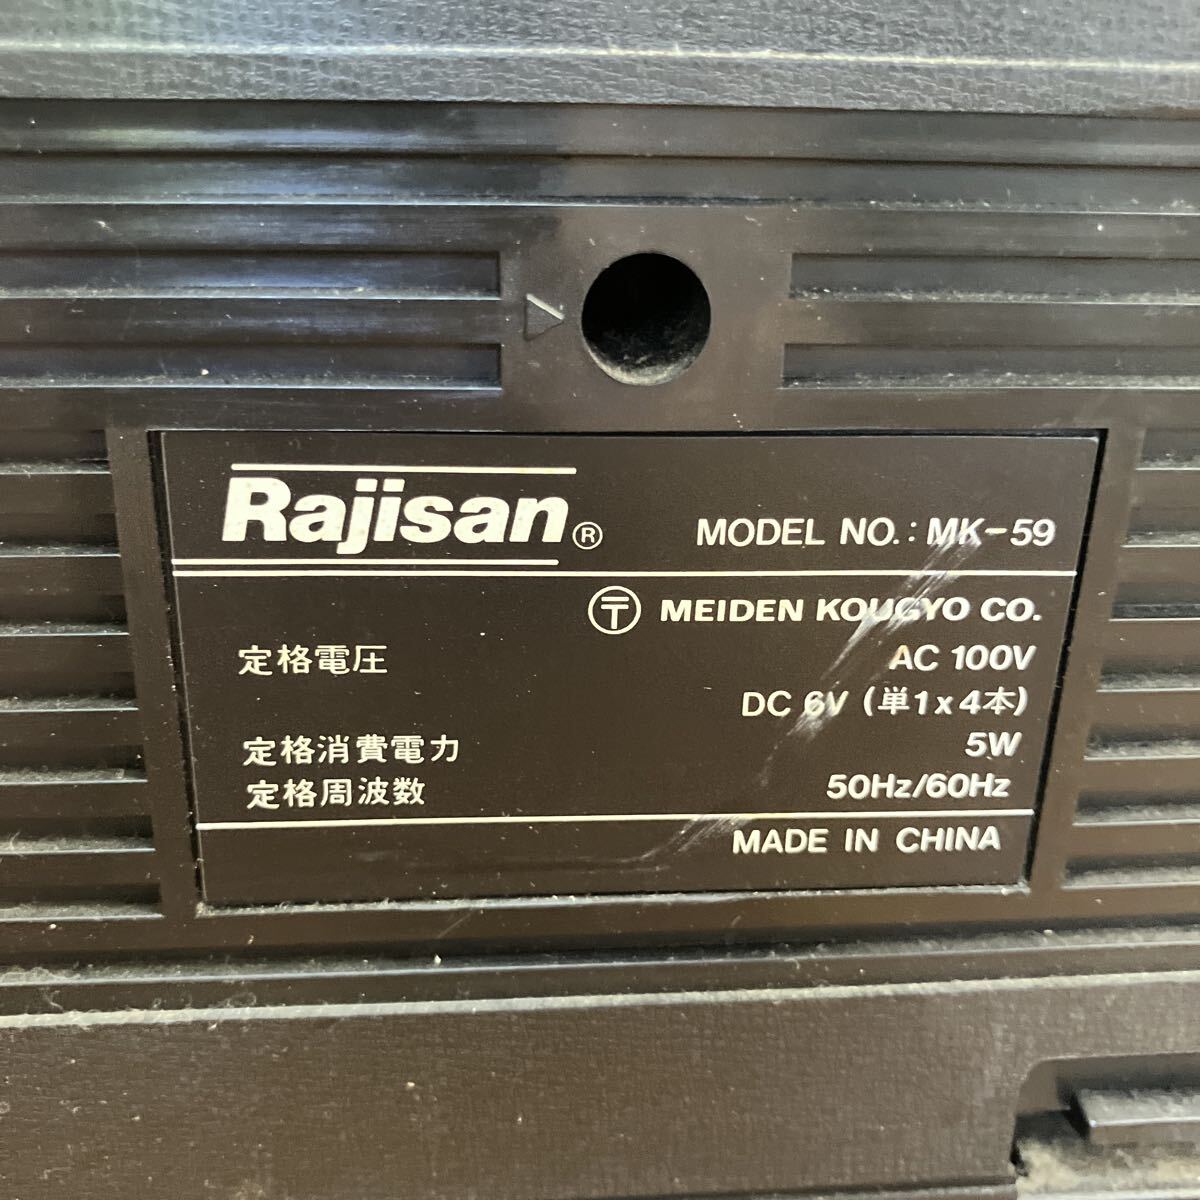 Rajisan®
MODEL NO.: MK-59
〒 MEIDEN KOUGYO CO.
定格電圧 AC 100V
DC 6V (単1x4本)
定格消費電力 5W
定格周波数 50Hz/60Hz
MADE IN CHINA